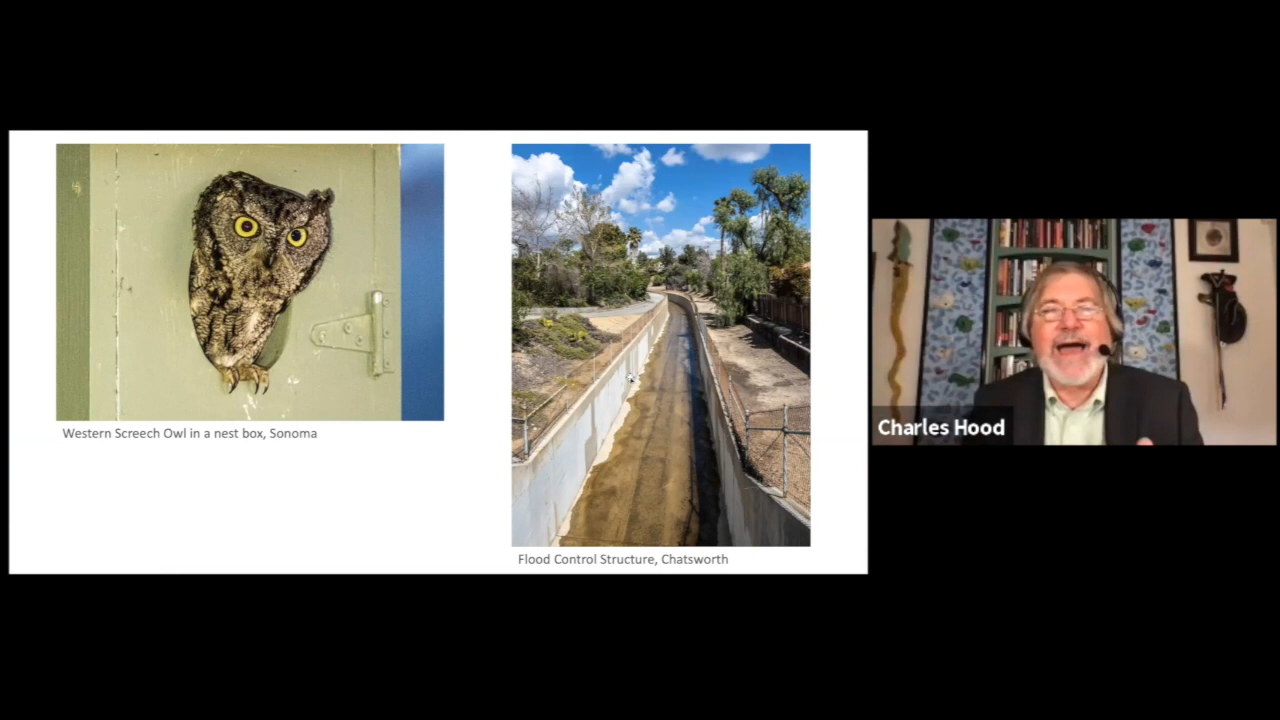 Western Screech Owl in a nest box, Sonoma
Flood Control Structure, Chatsworth
Charles Hood